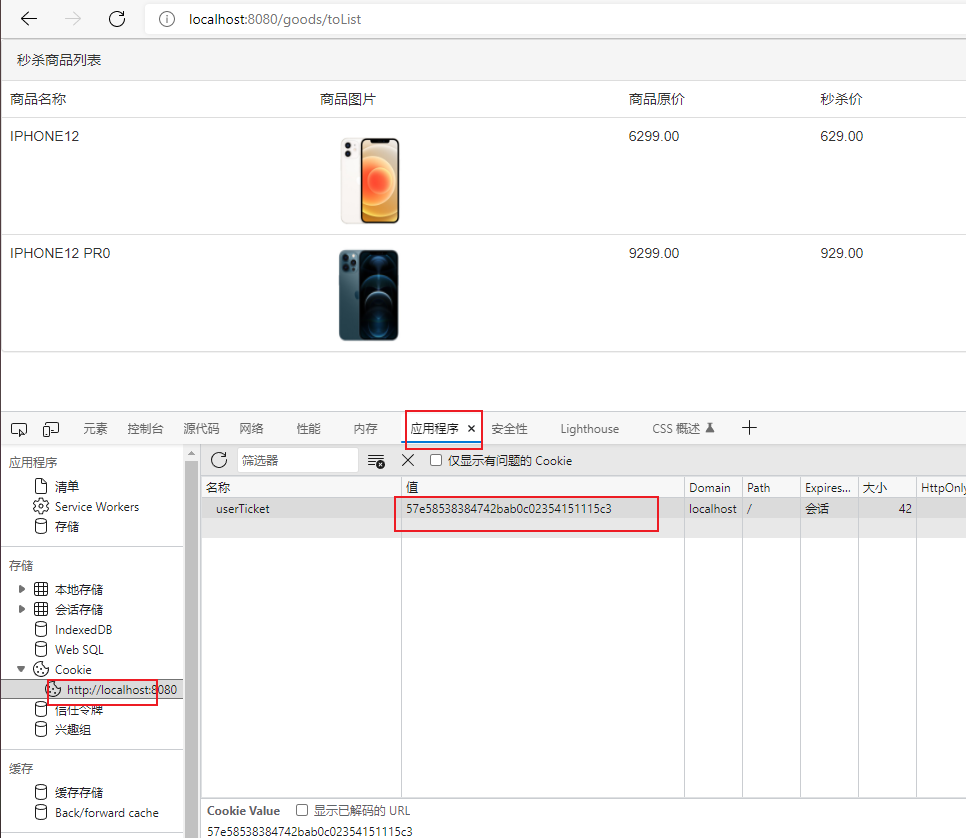 localhost:8080/goods/toList
秒杀商品列表
商品名称 商品图片 商品原价 秒杀价
IPHONE12 6299.00 629.00
IPHONE12 PR0 9299.00 929.00
元素 控制台 源代码 网络 性能 内存 应用程序 安全性 Lighthouse CSS 概述
应用程序
清单
Service Workers
存储
存储
本地存储
会话存储
IndexedDB
Web SQL
Cookie
http://localhost:8080
信任令牌
兴趣组
缓存
缓存存储
Back/forward cache
筛选器 仅显示有问题的 Cookie
名称 值 Domain Path Expires... 大小 HttpOnly
userTicket 57e58538384742bab0c02354151115c3 localhost / 会话 42
Cookie Value 显示已解码的 URL
57e58538384742bab0c02354151115c3